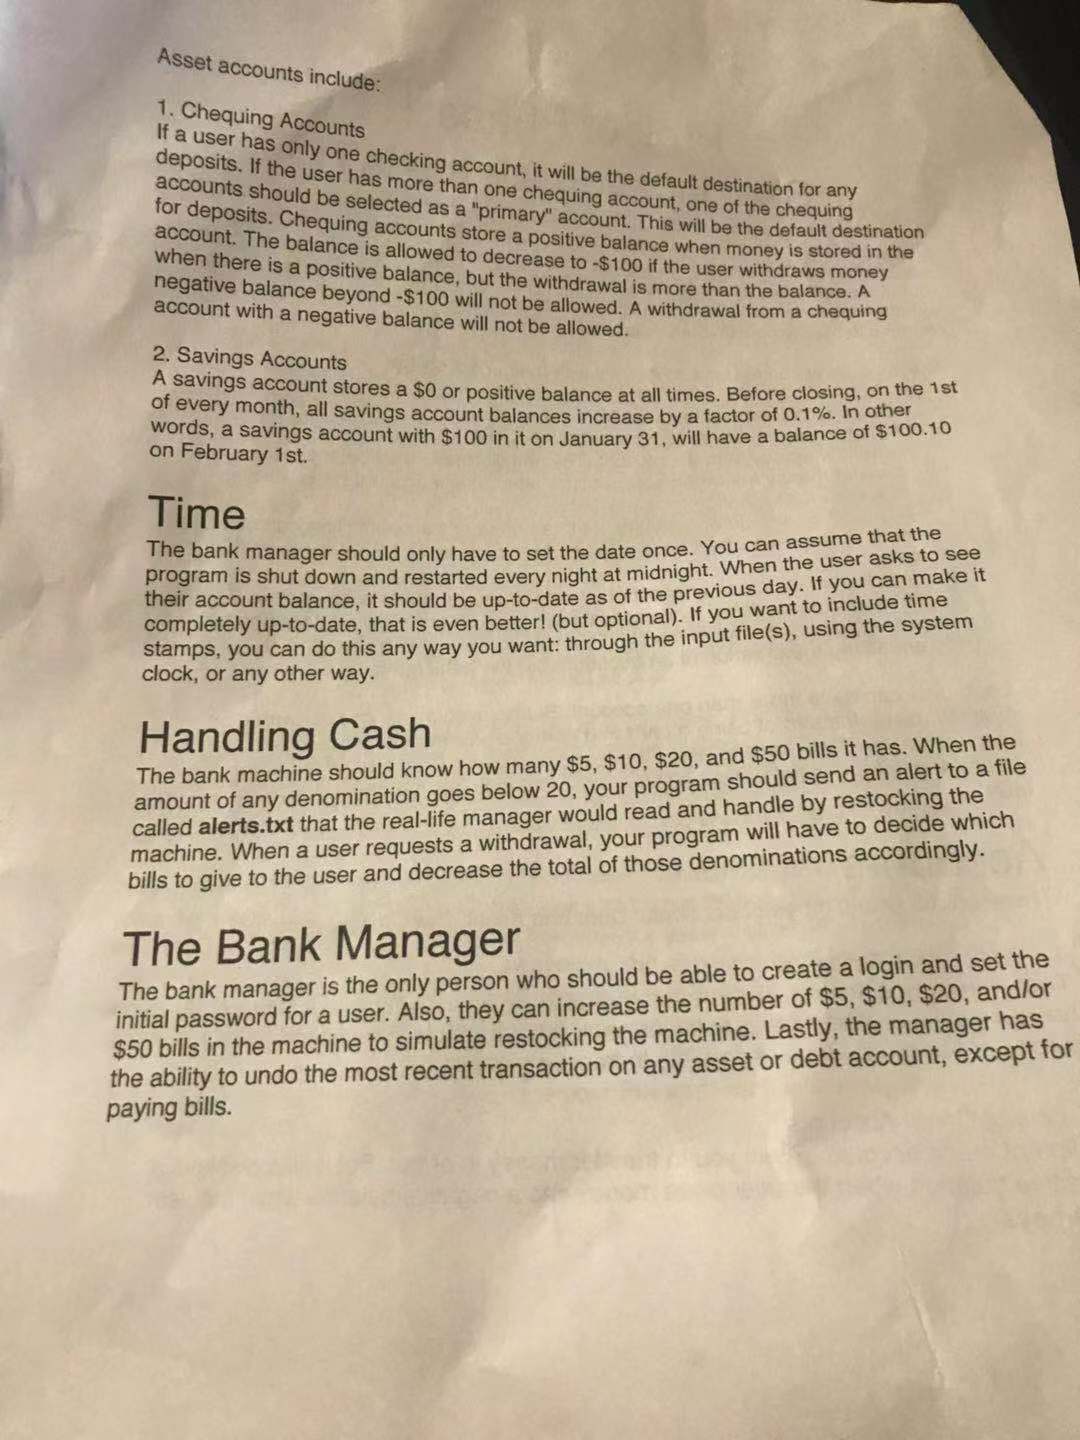 Asset accounts include:
1. Chequing Accounts
If a user has only one checking account, it will be the default destination for any
deposits. If the user has more than one chequing account, one of the chequing
accounts should be selected as a "primary" account. This will be the default destination
for deposits. Chequing accounts store a positive balance when money is stored in the
account. The balance is allowed to decrease to -$100 if the user withdraws money
when there is a positive balance, but the withdrawal is more than the balance. A
negative balance beyond -$100 will not be allowed. A withdrawal from a chequing
account with a negative balance will not be allowed.
2. Savings Accounts
A savings account stores a $0 or positive balance at all times. Before closing, on the 1st
of every month, all savings account balances increase by a factor of 0.1%. In other
words, a savings account with $100 in it on January 31, will have a balance of $100.10
on February 1st.
Time
The bank manager should only have to set the date once. You can assume that the
program is shut down and restarted every night at midnight. When the user asks to see
their account balance, it should be up-to-date as of the previous day. If you can make it
completely up-to-date, that is even better! (but optional). If you want to include time
stamps, you can do this any way you want: through the input file(s), using the system
clock, or any other way.
Handling Cash
The bank machine should know how many $5, $10, $20, and $50 bills it has. When the
amount of any denomination goes below 20, your program should send an alert to a file
called alerts.txt that the real-life manager would read and handle by restocking the
machine. When a user requests a withdrawal, your program will have to decide which
bills to give to the user and decrease the total of those denominations accordingly.
The Bank Manager
The bank manager is the only person who should be able to create a login and set the
initial password for a user. Also, they can increase the number of $5, $10, $20, and/or
$50 bills in the machine to simulate restocking the machine. Lastly, the manager has
the ability to undo the most recent transaction on any asset or debt account, except for
paying bills.